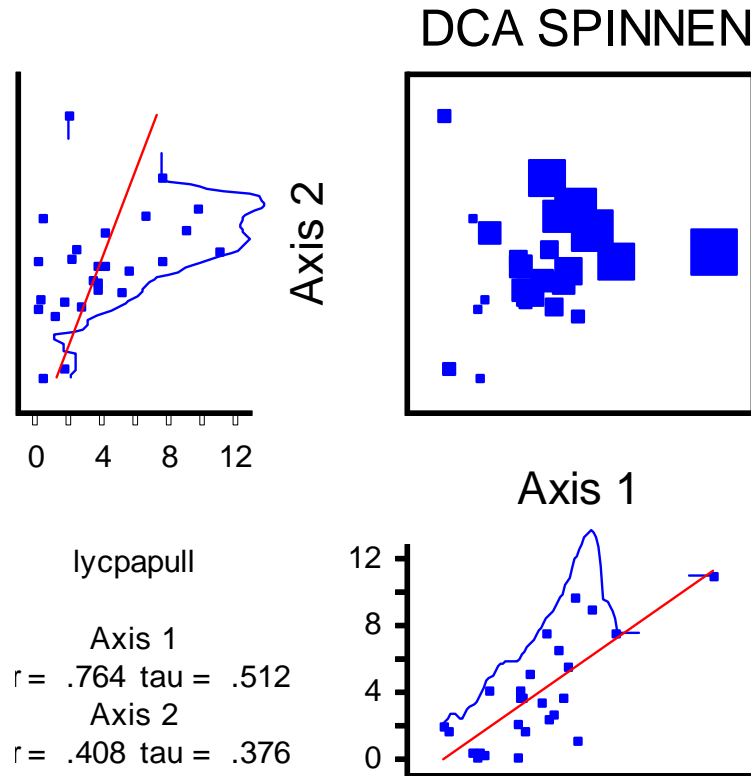 DCA SPINNEN
Axis 2
0 4 8 12
Axis 1
lycpapull
Axis 1
r = .764 tau = .512
Axis 2
r = .408 tau = .376
12
8
4
0